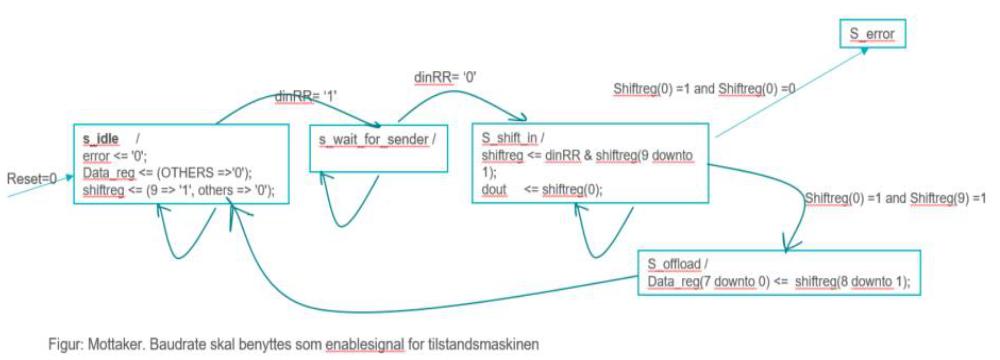 S_error
dinRR= '0'
Shiftreg(0) =1 and Shiftreg(0) =0
dinRR= '1'
s_idle /
error <= '0';
Data_reg <= (OTHERS =>'0');
shiftreg <= (9 => '1', others => '0');
s_wait_for_sender /
S_shift_in /
shiftreg <= dinRR & shiftreg(9 downto
1);
dout <= shiftreg(0);
Reset=0
Shiftreg(0) =1 and Shiftreg(9) =1
S_offload /
Data_reg(7 downto 0) <= shiftreg(8 downto 1);
Figur: Mottaker. Baudrate skal benyttes som enablesignal for tilstandsmaskinen